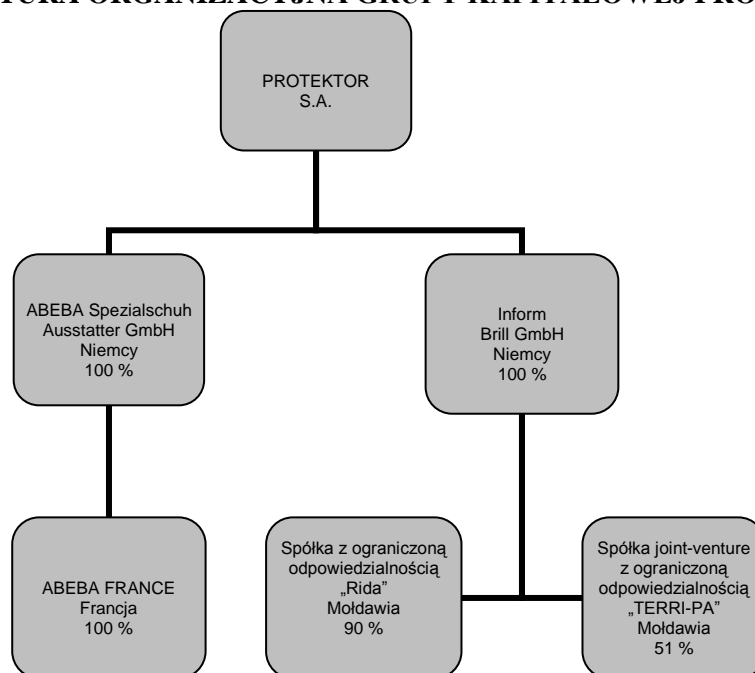 PROTEKTOR
S.A.
ABEBA Spezialschuh
Ausstatter GmbH
Niemcy
100 %
Inform
Brill GmbH
Niemcy
100 %
ABEBA FRANCE
Francja
100 %
Spółka z ograniczoną
odpowiedzialnością
„Rida”
Mołdawia
90 %
Spółka joint-venture
z ograniczoną
odpowiedzialnością
„TERRI-PA”
Mołdawia
51 %